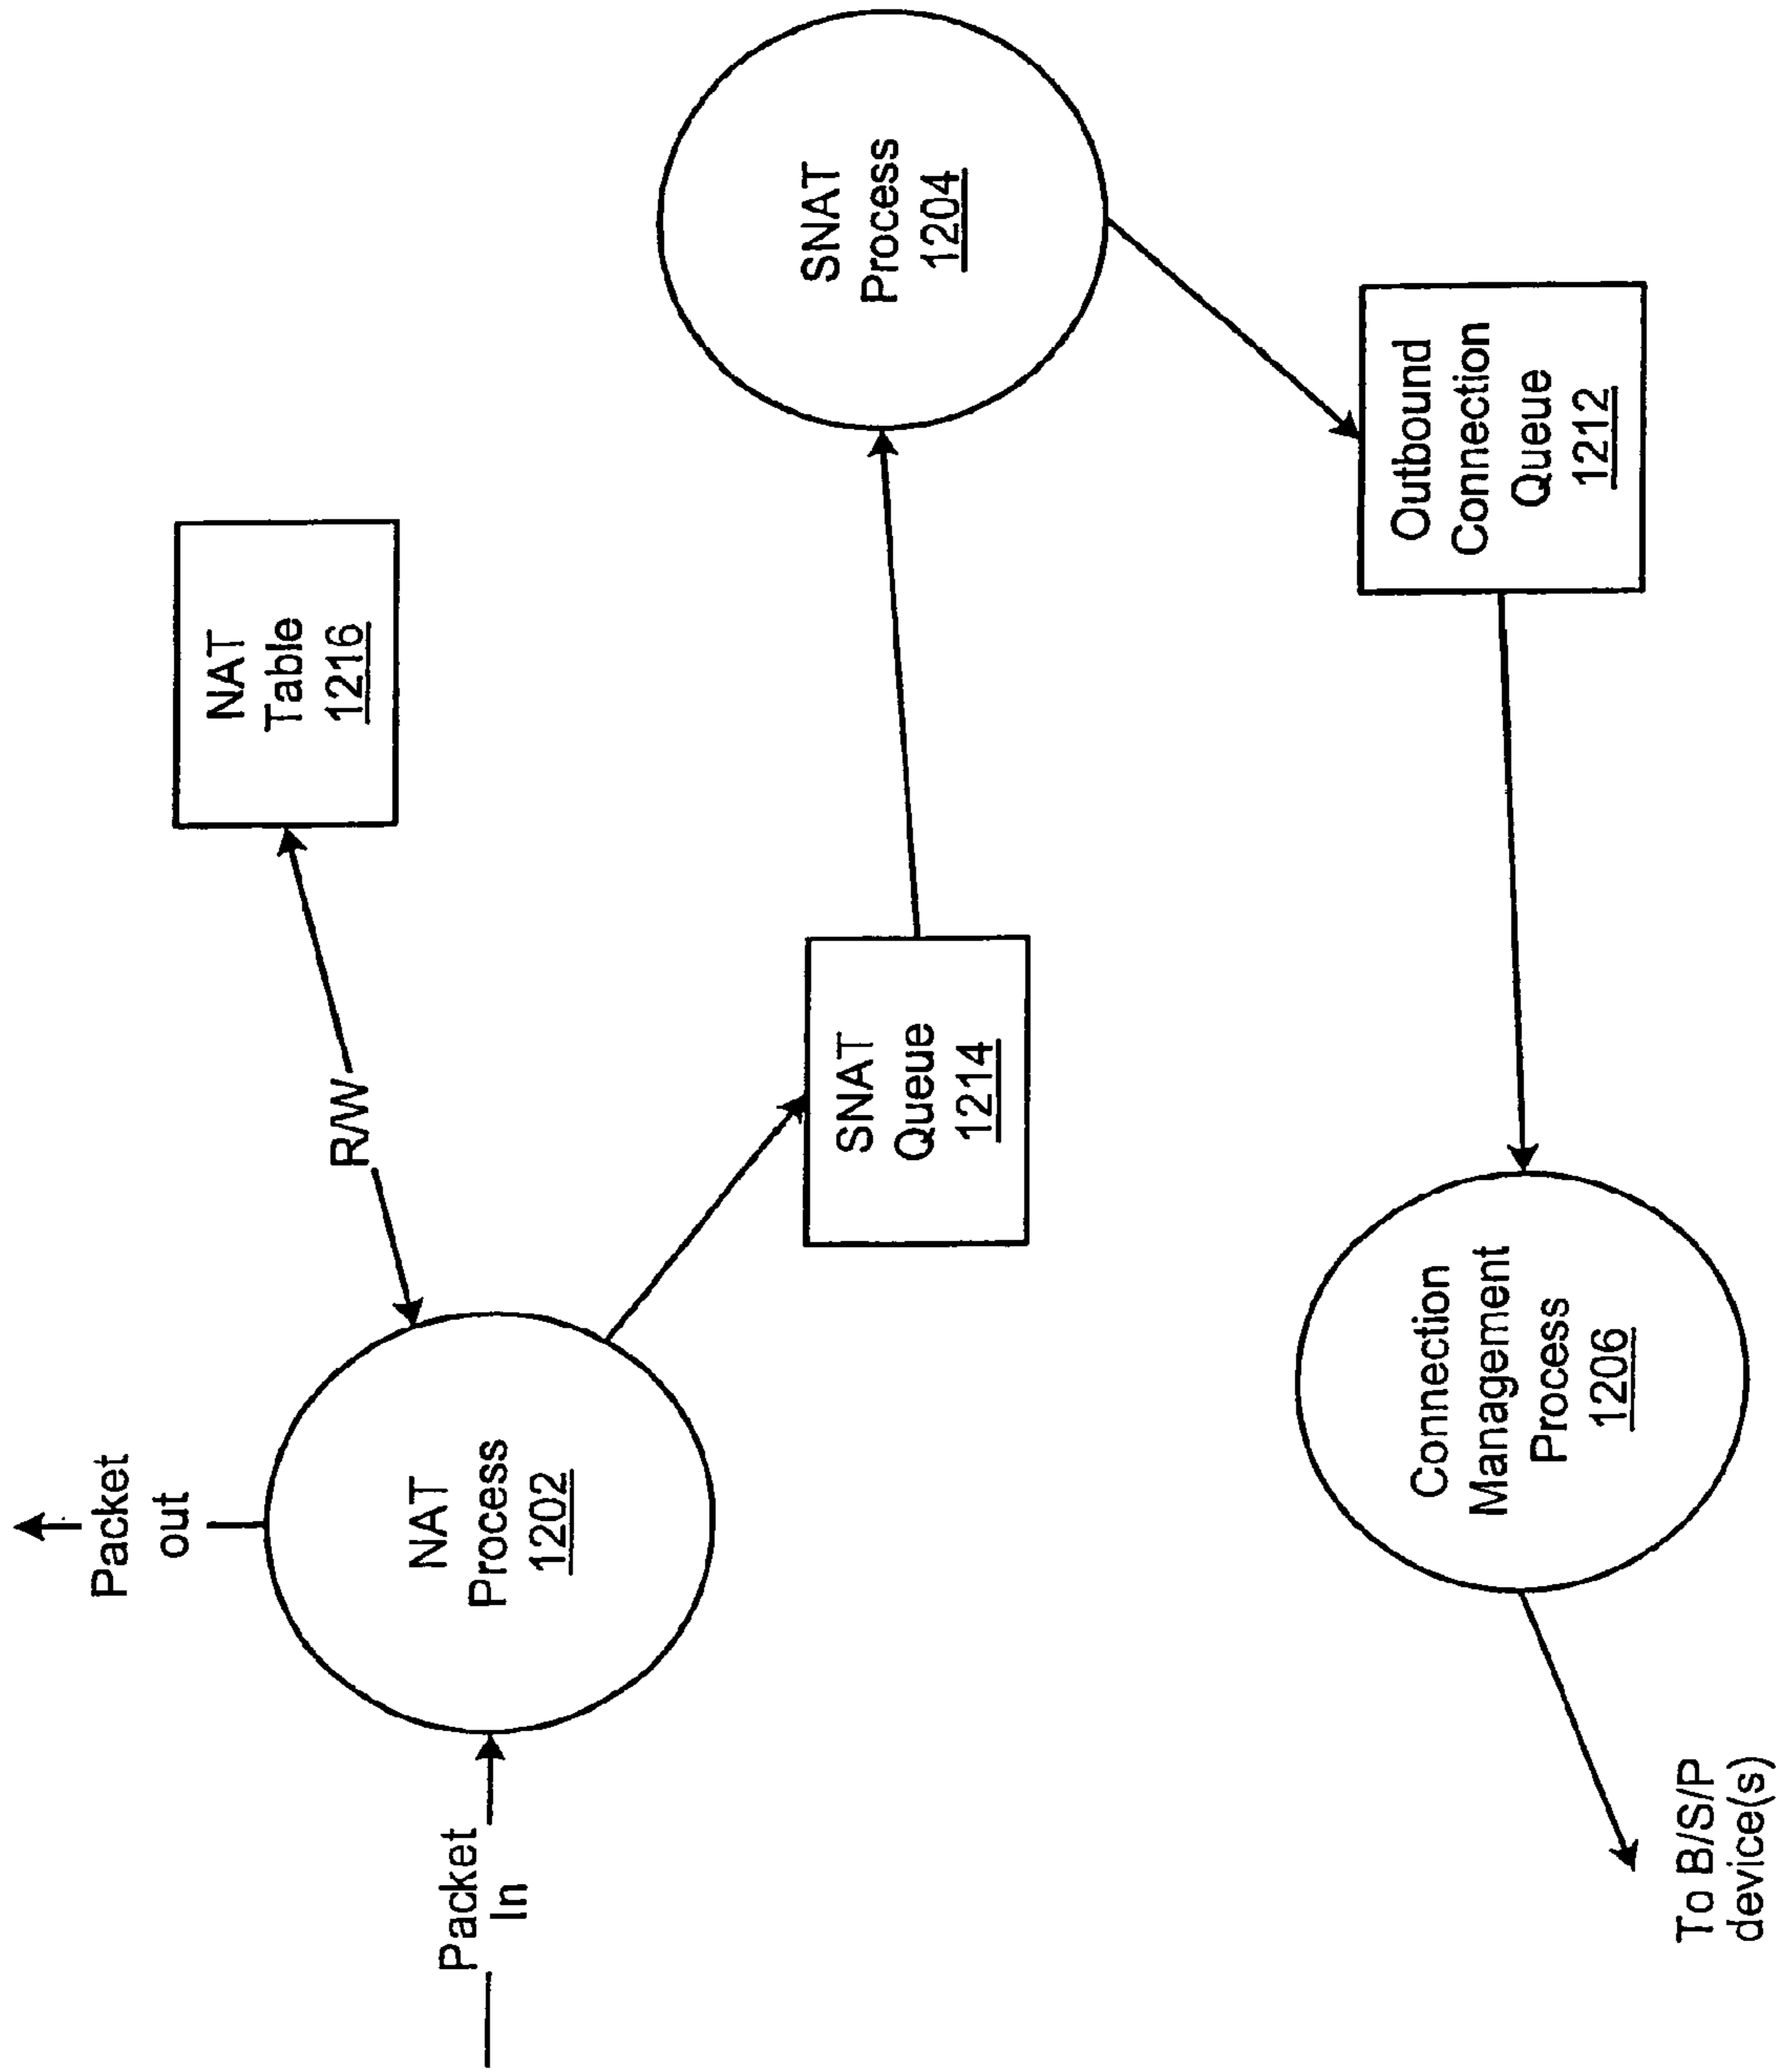 Packet
out
Packet
In
NAT
Process
1202
R/W
NAT
Table
1216
SNAT
Queue
1214
SNAT
Process
1204
Outbound
Connection
Queue
1212
Connection
Management
Process
1206
To B/S/P
device(s)